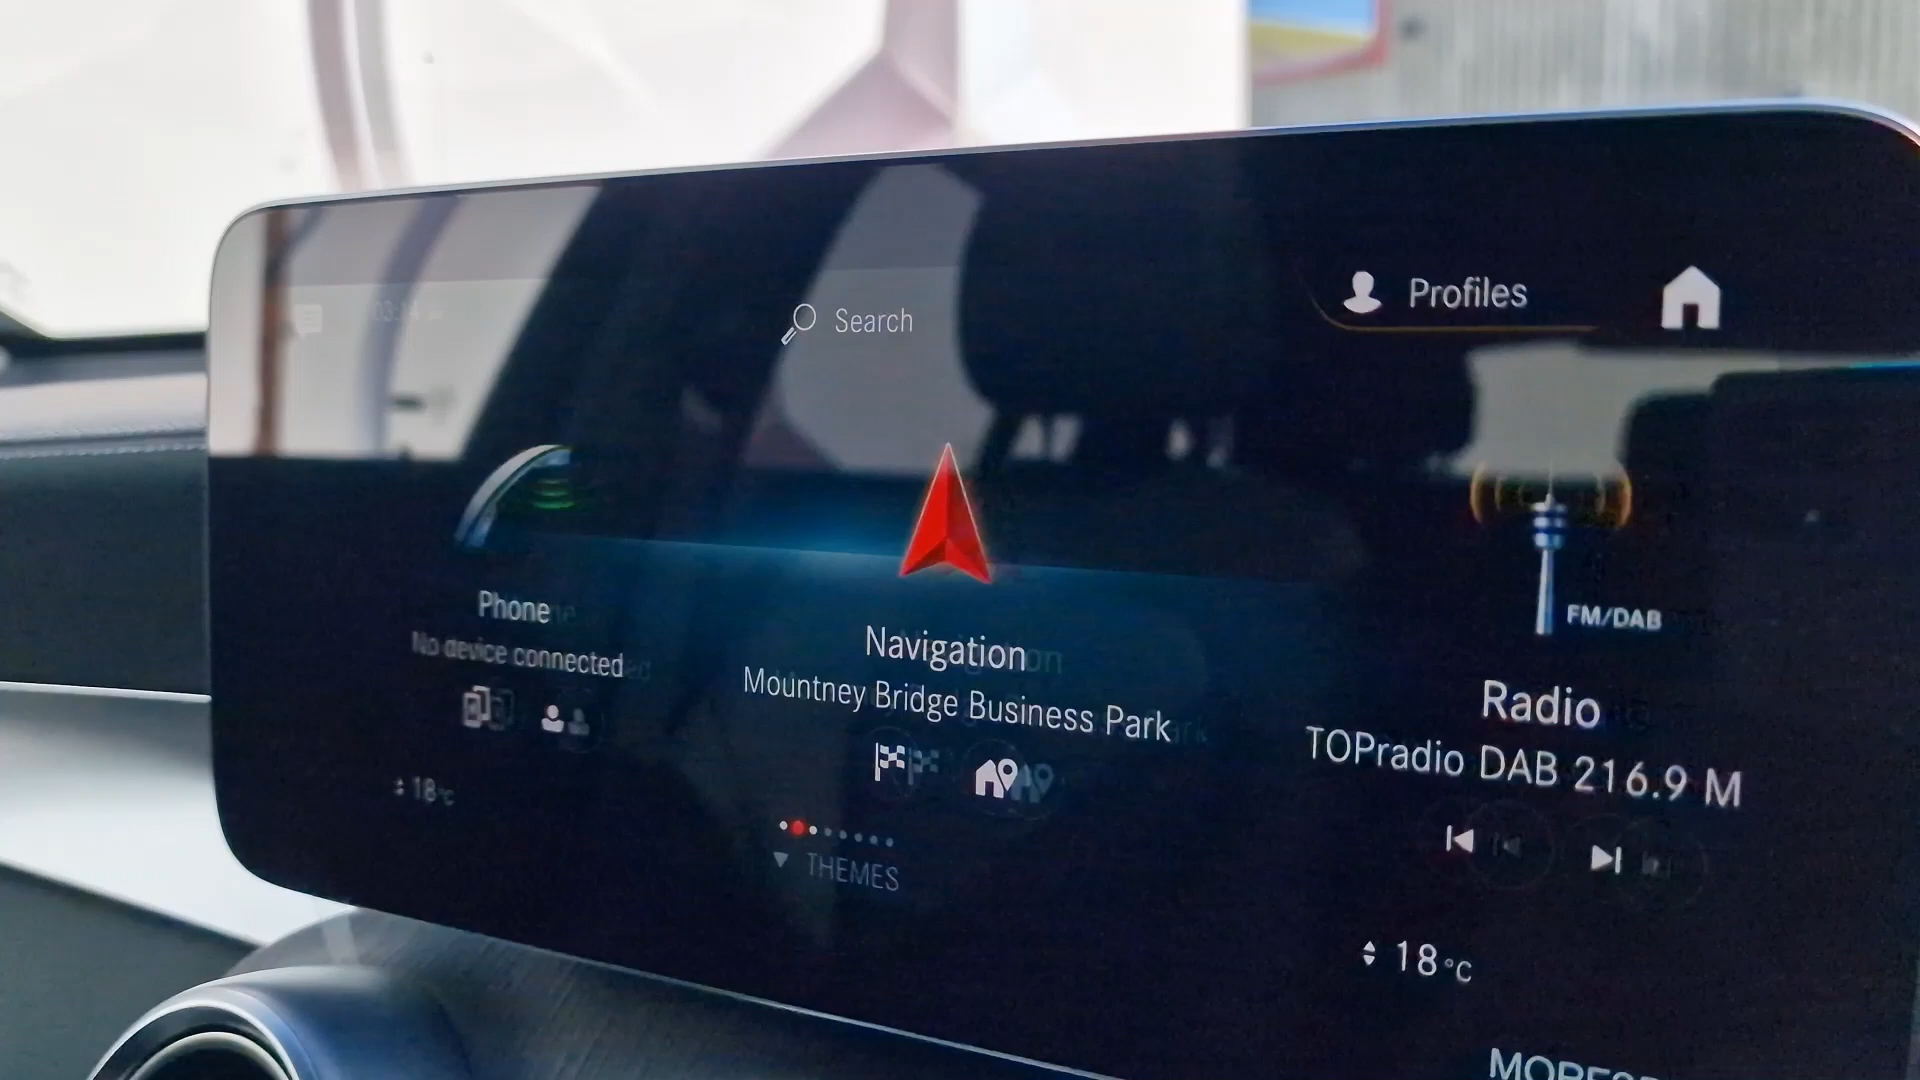 Search
Profiles
Phone
No device connected
Navigation
Mountney Bridge Business Park
FM/DAB
Radio
TOPradio DAB 216.9 M
18°C
THEMES
18°C